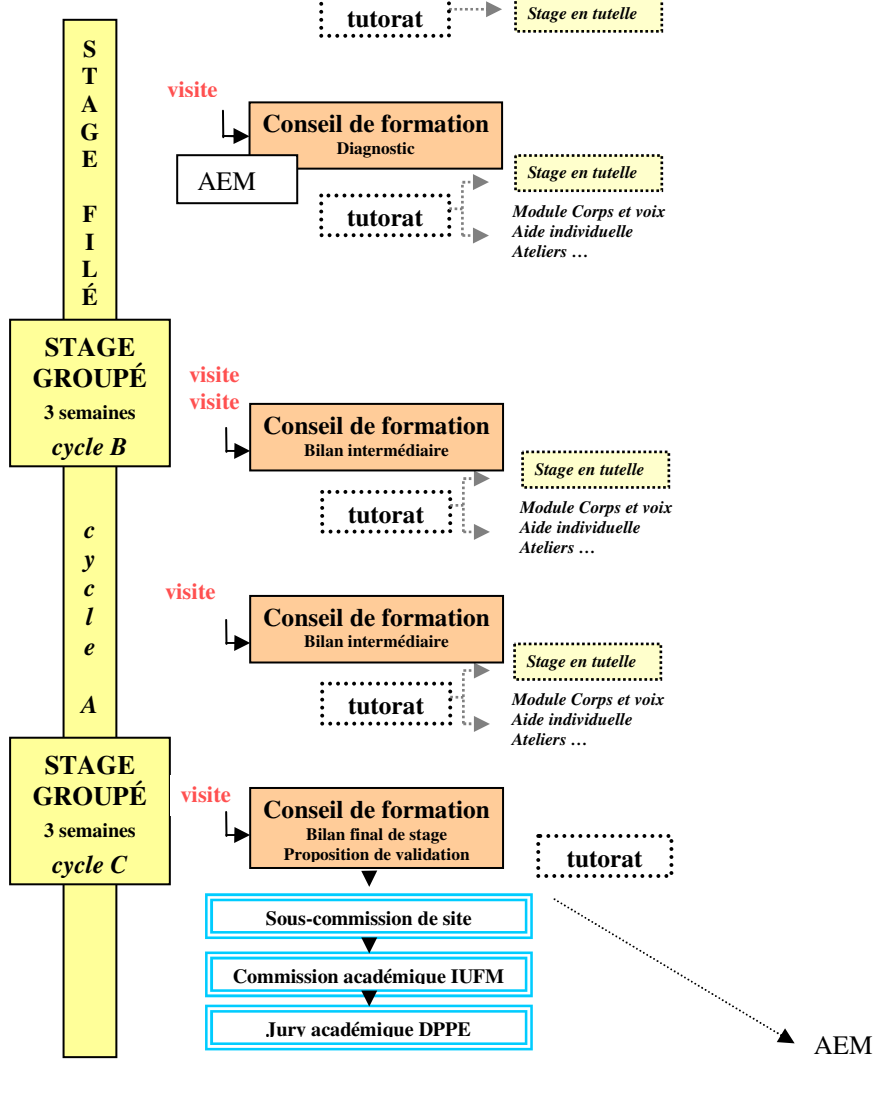 tutorat
Stage en tutelle
STAGE FILÉ
visite
Conseil de formation
Diagnostic
AEM
Stage en tutelle
tutorat
Module Corps et voix
Aide individuelle
Ateliers …
STAGE
GROUPÉ
3 semaines
cycle B
visite
visite
Conseil de formation
Bilan intermédiaire
Stage en tutelle
tutorat
Module Corps et voix
Aide individuelle
Ateliers …
cycle A
visite
Conseil de formation
Bilan intermédiaire
Stage en tutelle
tutorat
Module Corps et voix
Aide individuelle
Ateliers …
STAGE
GROUPÉ
3 semaines
cycle C
visite
Conseil de formation
Bilan final de stage
Proposition de validation
tutorat
Sous-commission de site
Commission académique IUFM
Jury académique DPPE
AEM